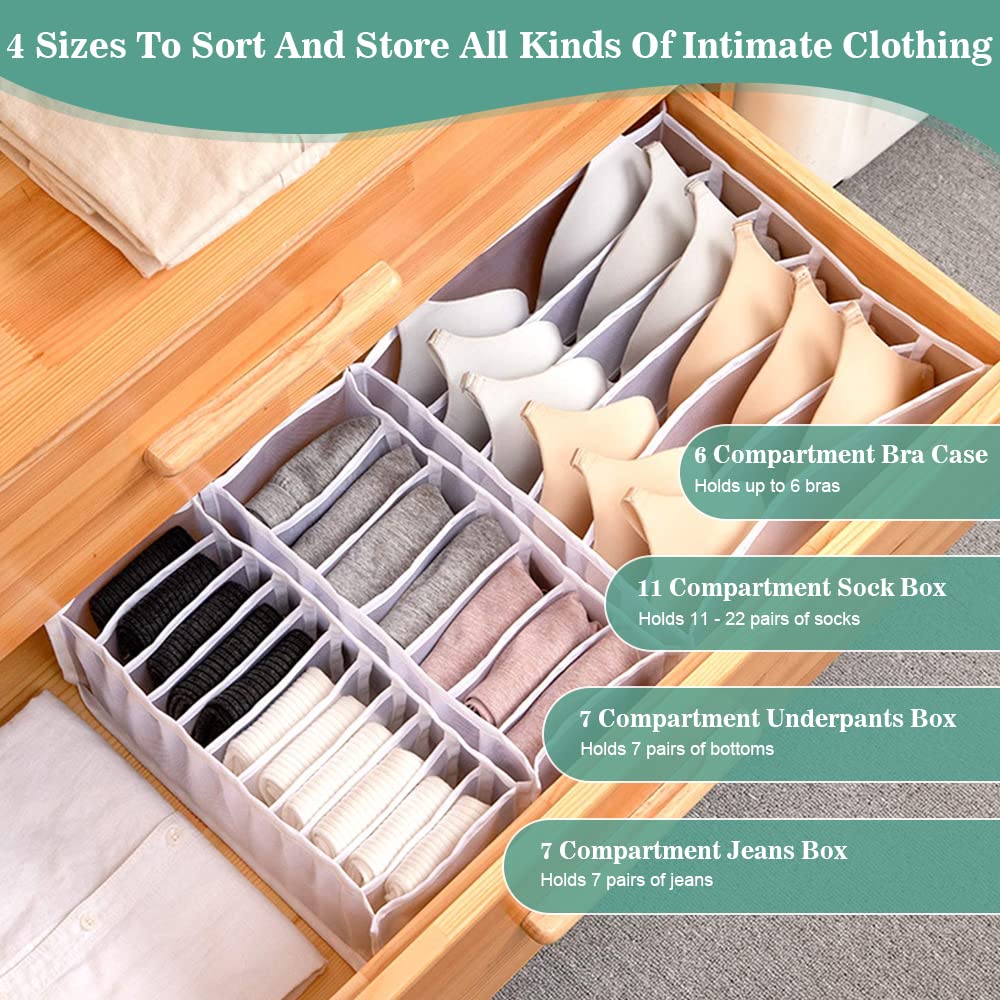 4 Sizes To Sort And Store All Kinds Of Intimate Clothing
6 Compartment Bra Case
Holds up to 6 bras
11 Compartment Sock Box
Holds 11 - 22 pairs of socks
7 Compartment Underpants Box
Holds 7 pairs of bottoms
7 Compartment Jeans Box
Holds 7 pairs of jeans